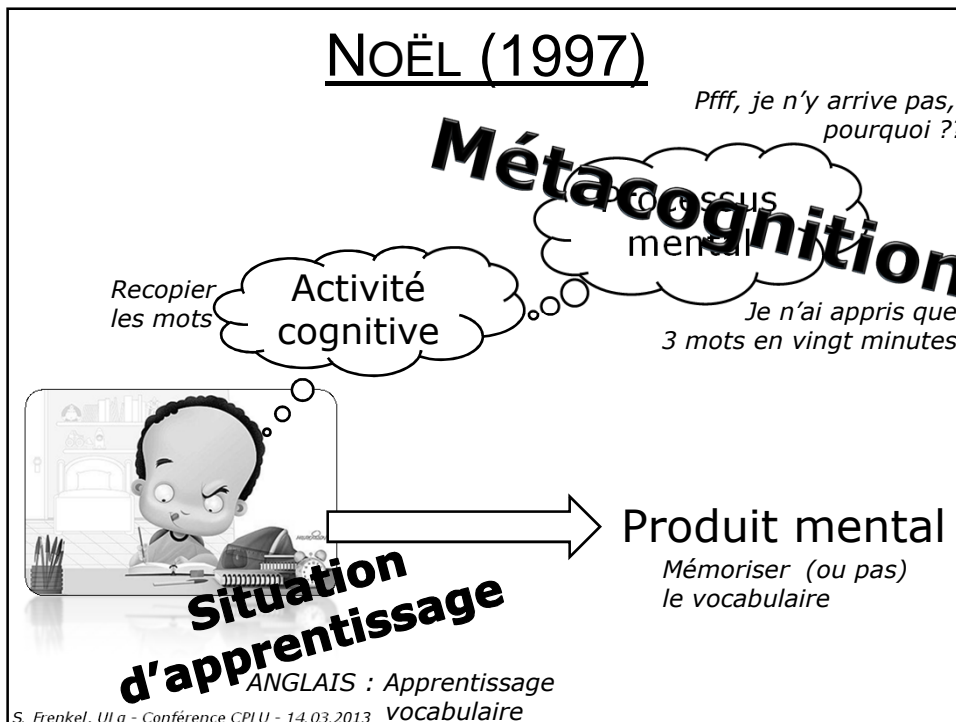 NOËL (1997)
Pfff, je n'y arrive pas,
pourquoi ??
Métacognition
Processus
mental
Activité
cognitive
Recopier
les mots
Je n'ai appris que
3 mots en vingt minutes
Produit mental
Mémoriser (ou pas)
le vocabulaire
Situation
d'apprentissage
ANGLAIS : Apprentissage
vocabulaire
S. Frenkel, ULg - Conférence CPLU - 14.03.2013